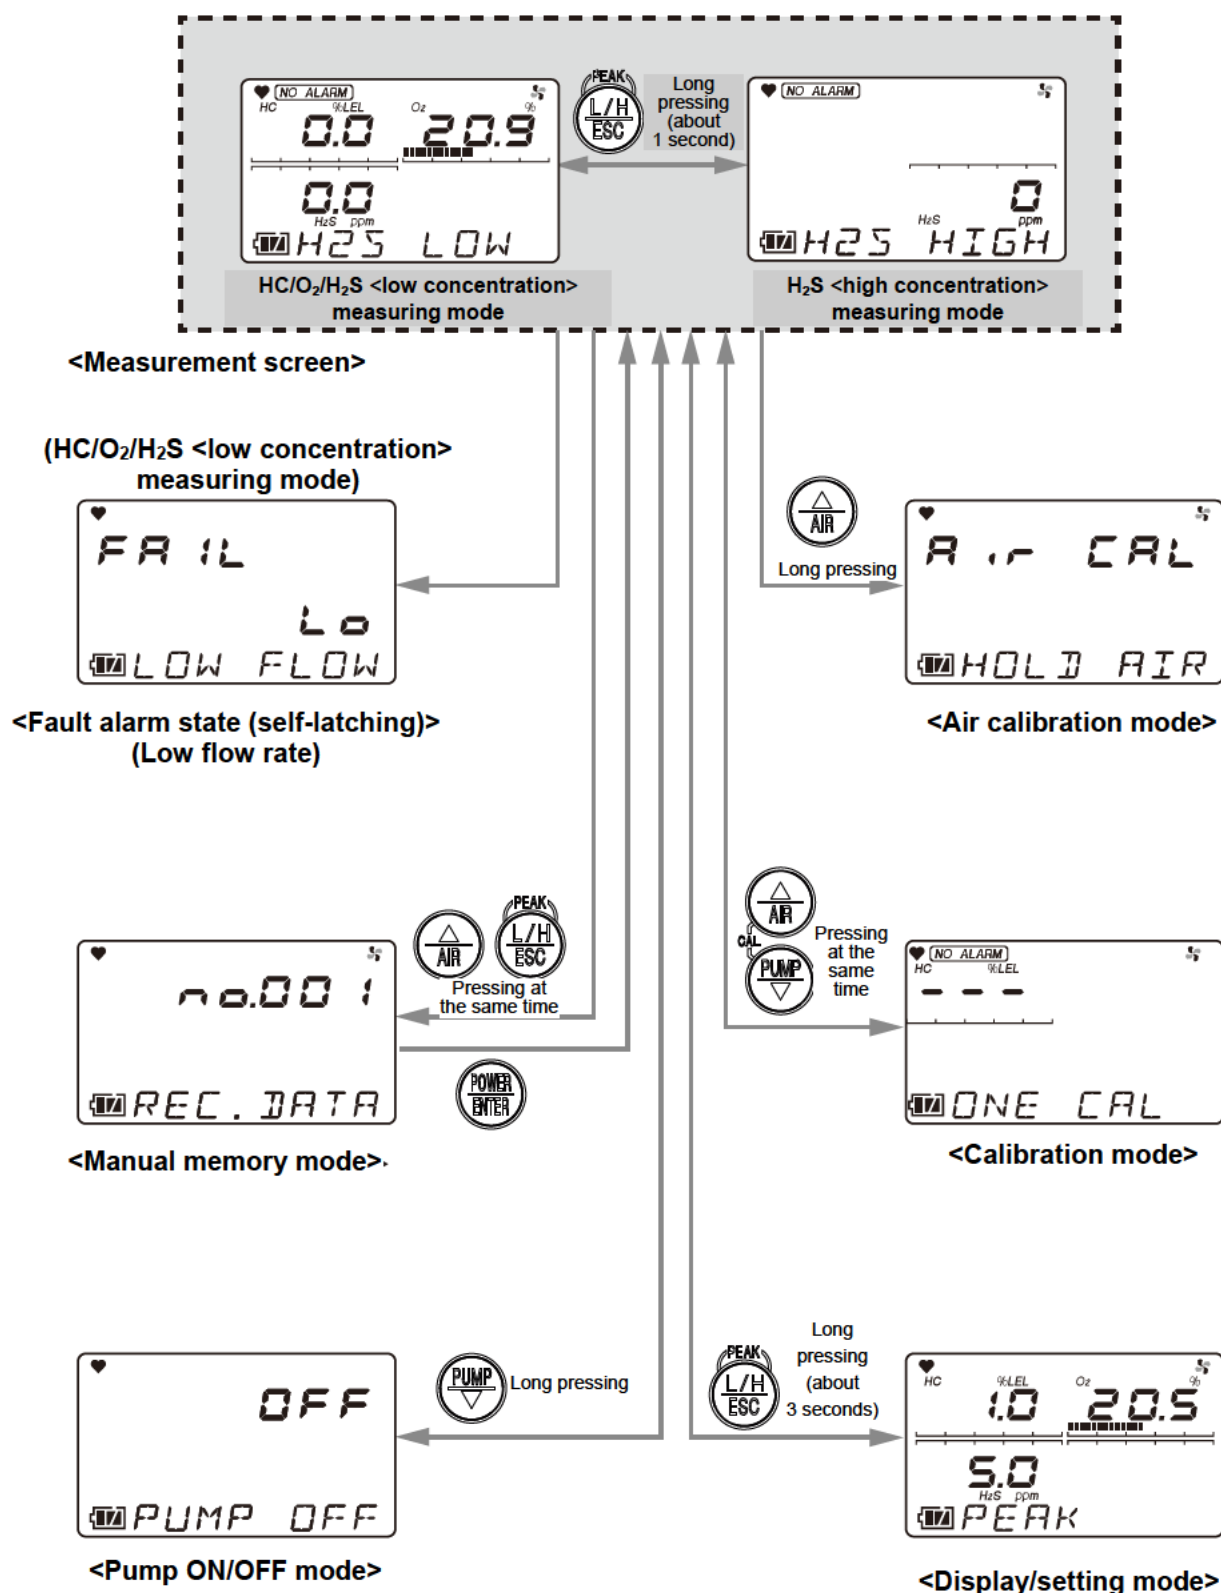 NO ALARM
HC %LEL O₂ %
0.0 20.9
0.0
H₂S ppm
H2S LOW
PEAK
L/H
ESC
Long
pressing
(about
1 second)
NO ALARM
0
H₂S ppm
H2S HIGH
HC/O₂/H₂S <low concentration>
measuring mode
H₂S <high concentration>
measuring mode
<Measurement screen>
(HC/O₂/H₂S <low concentration>
measuring mode)
FAIL
Lo
LOW FLOW
<Fault alarm state (self-latching)>
(Low flow rate)
△
AIR
Long pressing
Air CAL
HOLD AIR
<Air calibration mode>
△
AIR
PEAK
L/H
ESC
Pressing at
the same time
no.001
REC.DATA
POWER
ENTER
<Manual memory mode>
△
AIR
CAL
PUMP
▽
Pressing
at the
same
time
NO ALARM
HC %LEL
---
ONE CAL
<Calibration mode>
OFF
PUMP OFF
PUMP
▽
Long pressing
<Pump ON/OFF mode>
PEAK
L/H
ESC
Long
pressing
(about
3 seconds)
HC %LEL O₂ %
1.0 20.5
5.0
H₂S ppm
PEAK
<Display/setting mode>